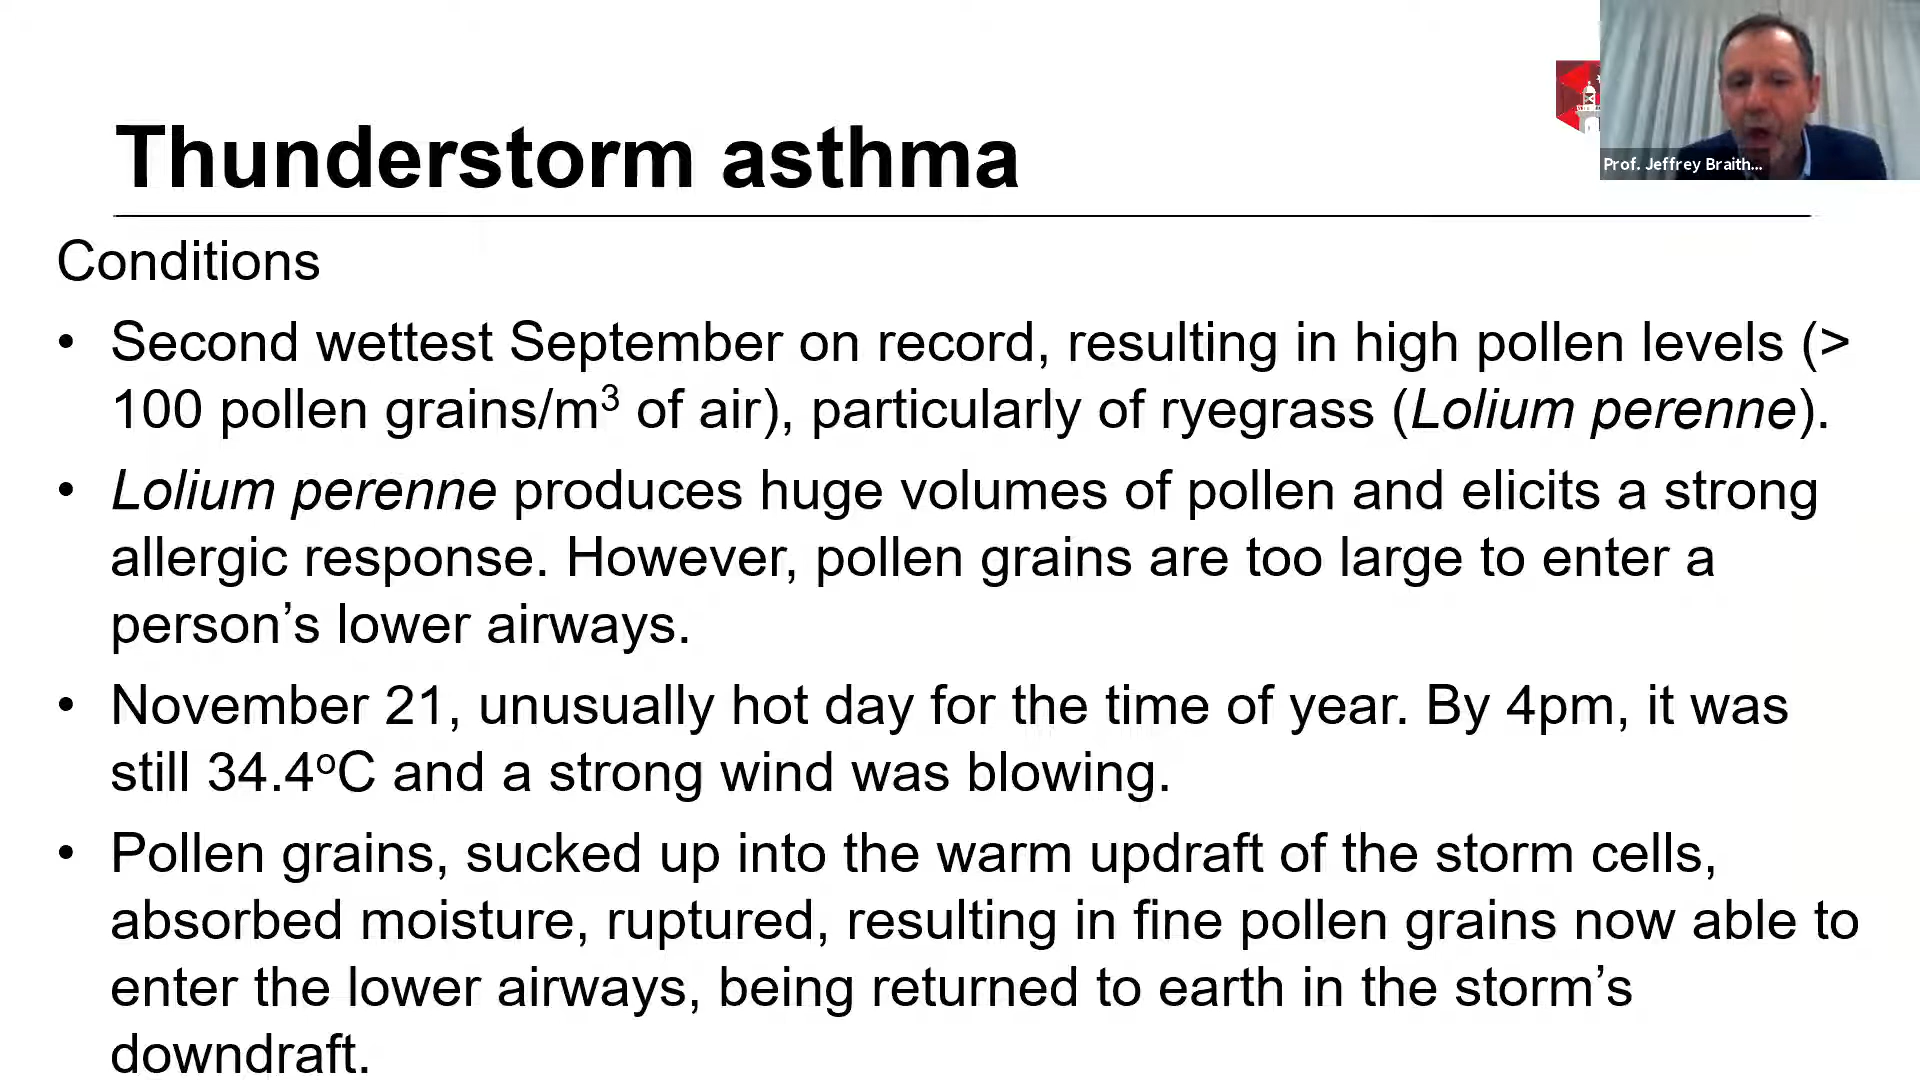 Thunderstorm asthma
Prof. Jeffrey Braith...
Conditions
• Second wettest September on record, resulting in high pollen levels (>
100 pollen grains/m³ of air), particularly of ryegrass (Lolium perenne).
• Lolium perenne produces huge volumes of pollen and elicits a strong
allergic response. However, pollen grains are too large to enter a
person’s lower airways.
• November 21, unusually hot day for the time of year. By 4pm, it was
still 34.4ºC and a strong wind was blowing.
• Pollen grains, sucked up into the warm updraft of the storm cells,
absorbed moisture, ruptured, resulting in fine pollen grains now able to
enter the lower airways, being returned to earth in the storm’s
downdraft.